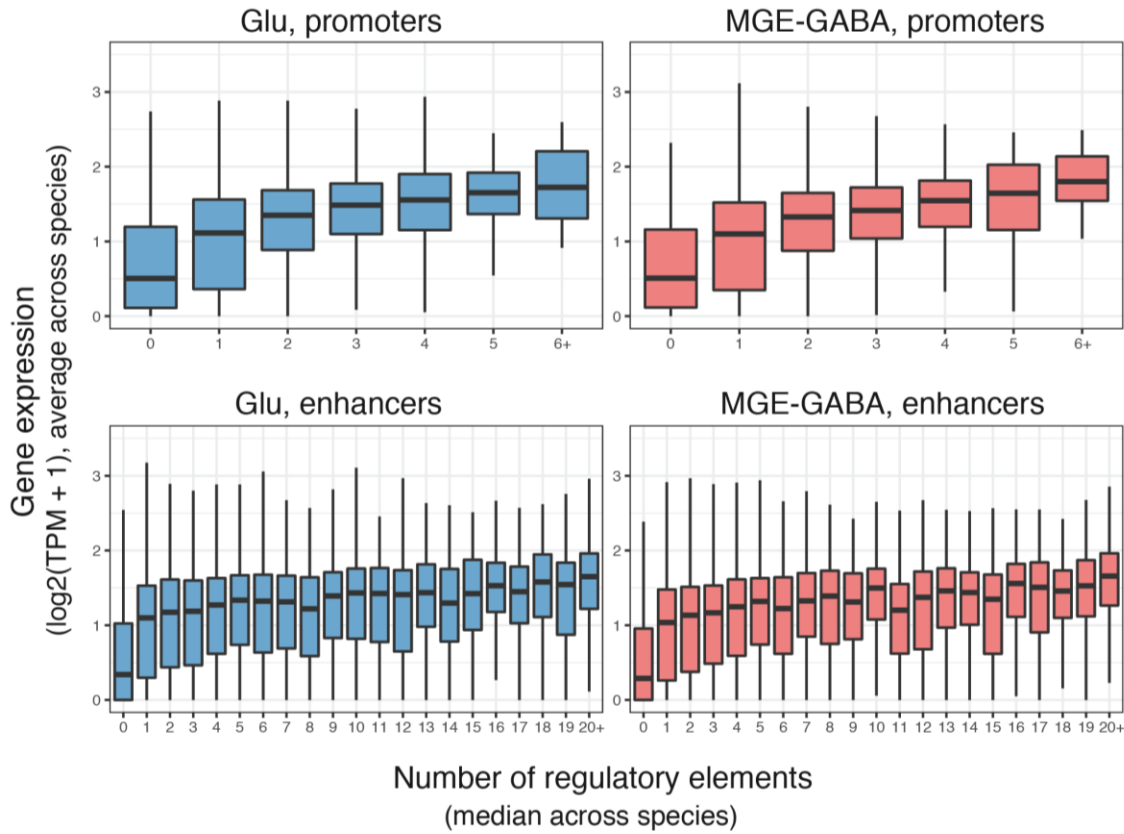 Glu, promoters
MGE-GABA, promoters
3
2
1
0
0 1 2 3 4 5 6+
3
2
1
0
0 1 2 3 4 5 6+
Gene expression
(log2(TPM + 1), average across species)
Glu, enhancers
MGE-GABA, enhancers
3
2
1
0
0 1 2 3 4 5 6 7 8 9 10 11 12 13 14 15 16 17 18 19 20+
3
2
1
0
0 1 2 3 4 5 6 7 8 9 10 11 12 13 14 15 16 17 18 19 20+
Number of regulatory elements
(median across species)